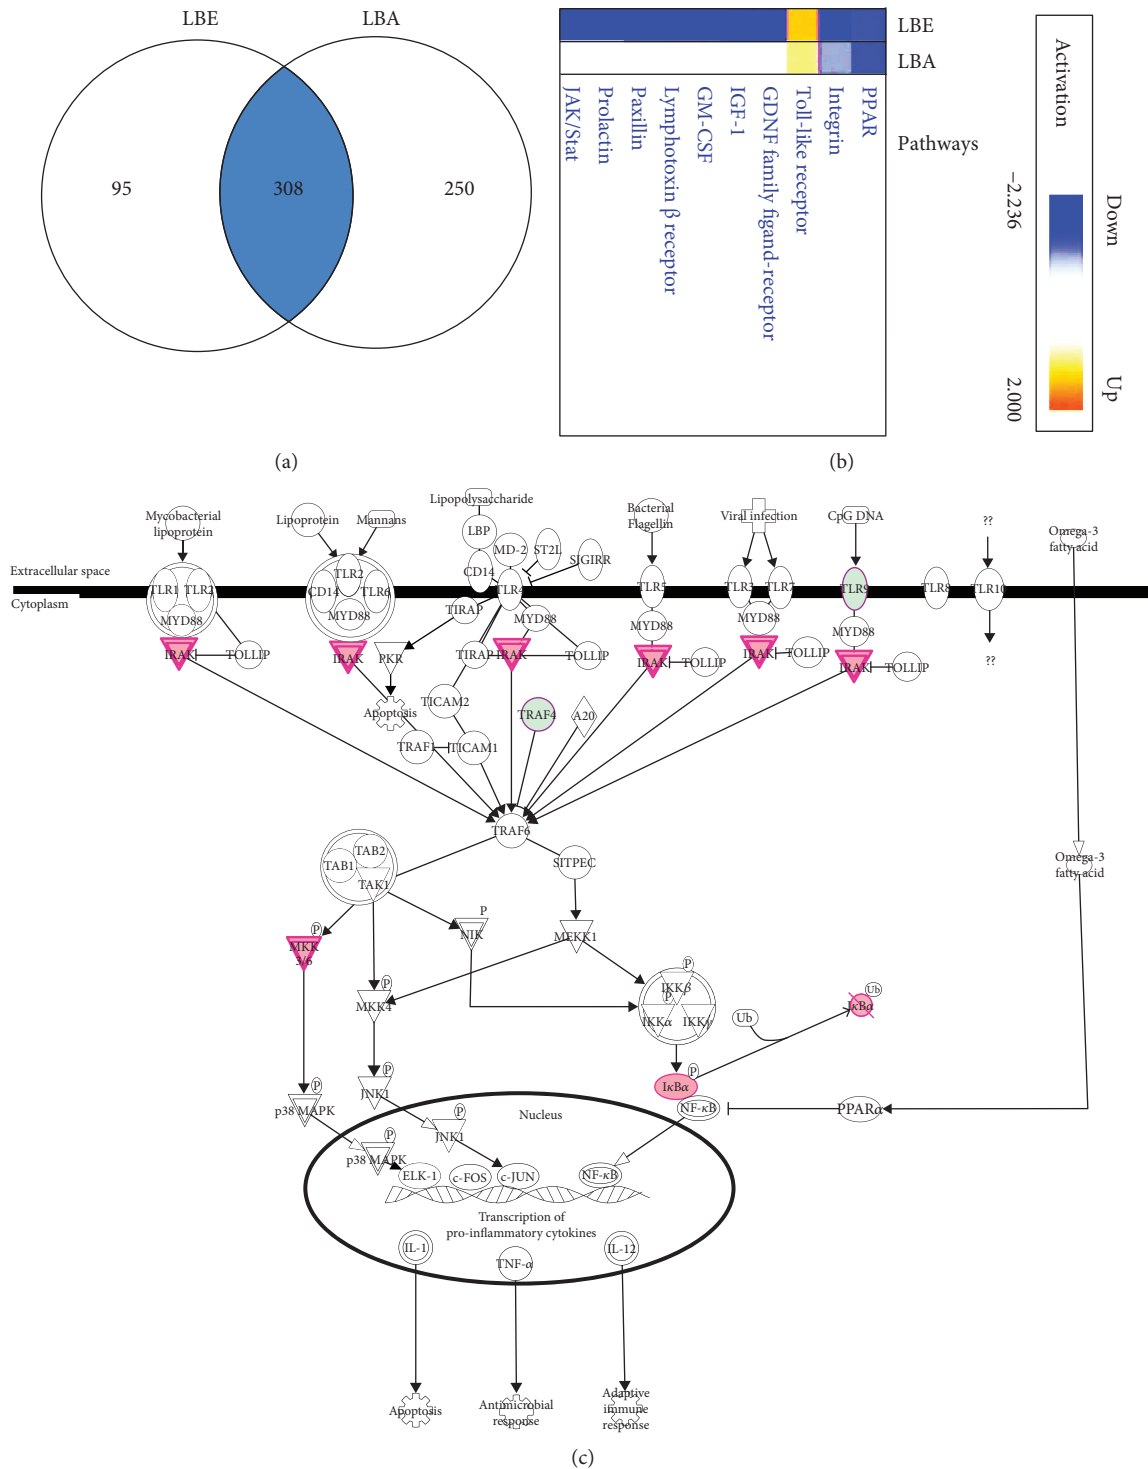 LBE
LBA
95
308
250
(a)
LBE
LBA
Pathways
JAK/Stat
Prolactin
Paxillin
Lymphotoxin β receptor
GM-CSF
IGF-1
GDNF family figand-receptor
Toll-like receptor
Integrin
PPAR
Activation
−2.236
2.000
Down
Up
(b)
Mycobacterial
lipoprotein
Lipoprotein
Mannans
Lipopolysaccharide
LBP
MD-2
ST2L
SJGIRR
CD14
Bacterial
Flagellin
Viral infection
CpG DNA
??
Omega-3
fatty acid
Extracellular space
Cytoplasm
TLR1
TLR2
MYD88
IRAK
TOLLIP
CD14
TLR2
TLR6
MYD88
IRAK
PKR
Apoptosis
TIRAP
TLR4
MYD88
TIRAP
IRAK
TOLLIP
TICAM2
TRAF1
TICAM1
TRAF4
A20
TLR5
MYD88
IRAK
TOLLIP
TLR3
TLR7
MYD88
IRAK
TOLLIP
TLR9
MYD88
IRAK
TOLLIP
TLR8
TLR10
??
TRAF6
TAB2
TAB1
TAK1
SITPEC
Omega-3
fatty acid
P
MKK
3/6
P
NIK
MEKK1
P
MKK4
P
IKKβ
P
IKKα
IKKγ
Ub
Ub
IκBα
P
IκBα
NF-κB
PPARα
P
p38 MAPK
P
JNK1
Nucleus
P
JNK1
P
p38 MAPK
ELK-1
c-FOS
c-JUN
NF-κB
Transcription of
pro-inflammatory cytokines
IL-1
TNF-α
IL-12
Apoptosis
Antimicrobial
response
Adaptive
immune
response
(c)